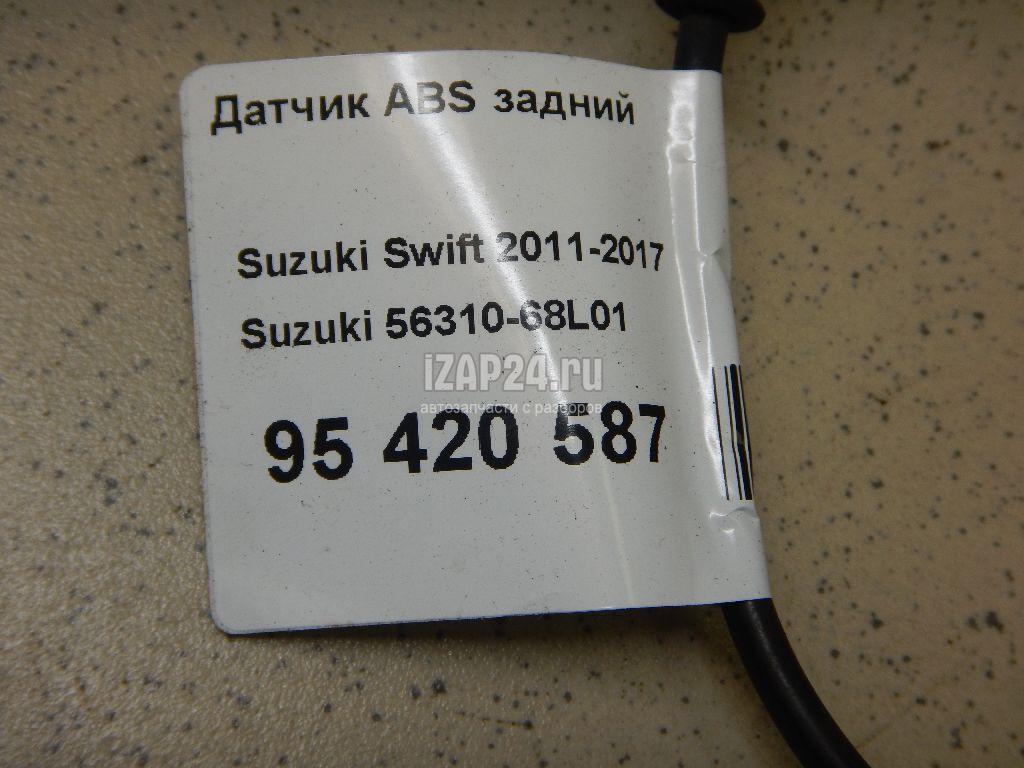 Датчик ABS задний
Suzuki Swift 2011-2017
Suzuki 56310-68L01
iZAP24.ru
автозапчасти с разборов
95 420 587